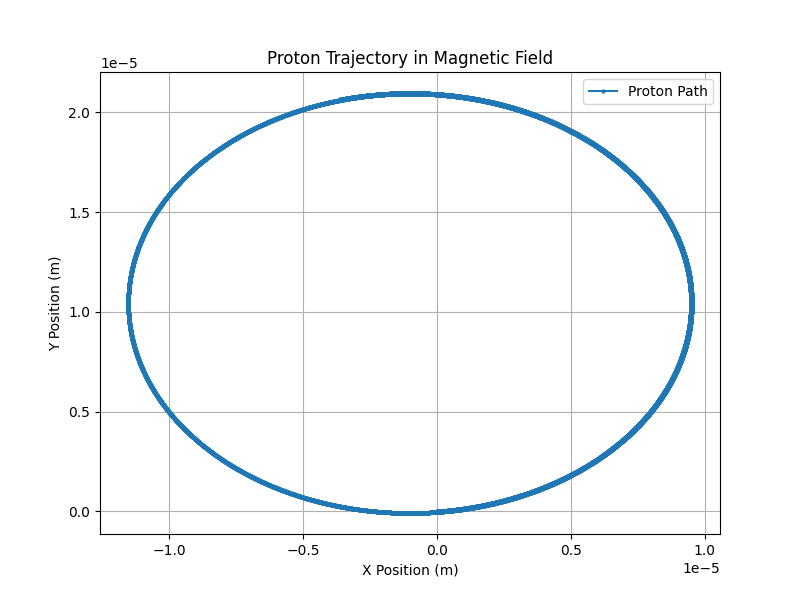 Proton Trajectory in Magnetic Field
1e−5
Proton Path
2.0
1.5
1.0
0.5
0.0
Y Position (m)
−1.0 −0.5 0.0 0.5 1.0
X Position (m)
1e−5